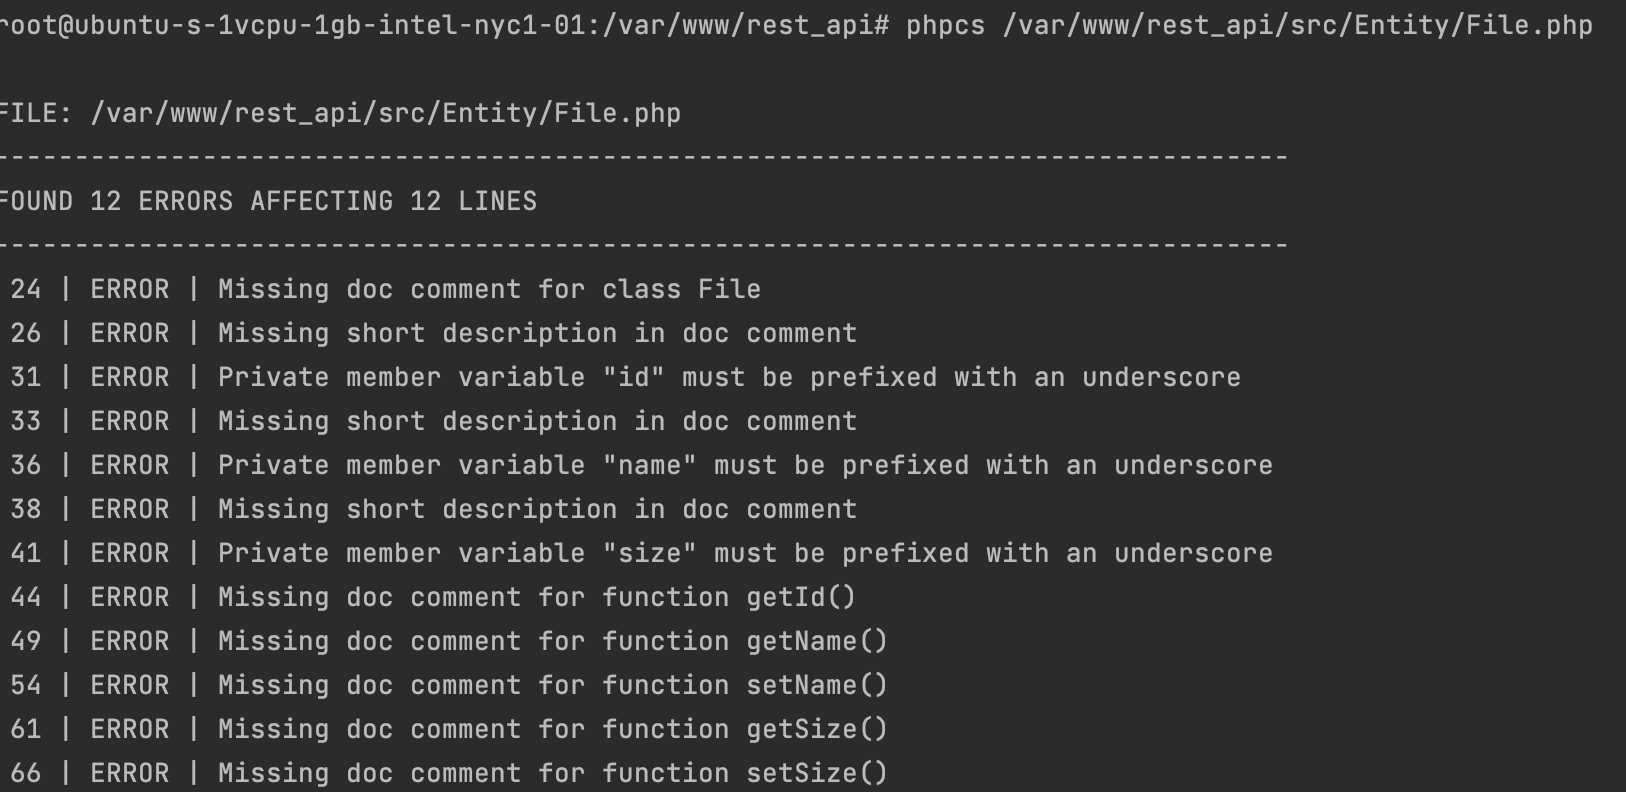 root@ubuntu-s-1vcpu-1gb-intel-nyc1-01:/var/www/rest_api# phpcs /var/www/rest_api/src/Entity/File.php
FILE: /var/www/rest_api/src/Entity/File.php
---------------------------------------------------------------------------------
FOUND 12 ERRORS AFFECTING 12 LINES
---------------------------------------------------------------------------------
24 | ERROR | Missing doc comment for class File
26 | ERROR | Missing short description in doc comment
31 | ERROR | Private member variable "id" must be prefixed with an underscore
33 | ERROR | Missing short description in doc comment
36 | ERROR | Private member variable "name" must be prefixed with an underscore
38 | ERROR | Missing short description in doc comment
41 | ERROR | Private member variable "size" must be prefixed with an underscore
44 | ERROR | Missing doc comment for function getId()
49 | ERROR | Missing doc comment for function getName()
54 | ERROR | Missing doc comment for function setName()
61 | ERROR | Missing doc comment for function getSize()
66 | ERROR | Missing doc comment for function setSize()